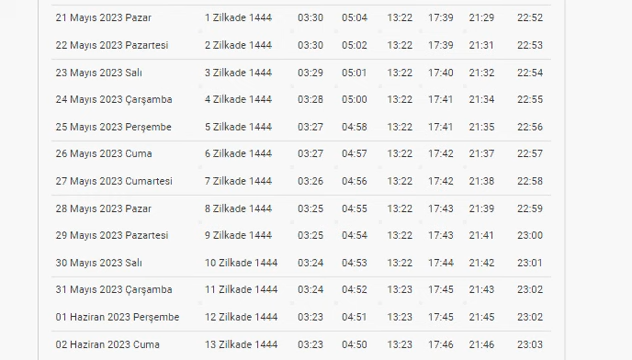 21 Mayıs 2023 Pazar 1 Zilkade 1444 03:30 05:04 13:22 17:39 21:29 22:52
22 Mayıs 2023 Pazartesi 2 Zilkade 1444 03:30 05:02 13:22 17:39 21:31 22:53
23 Mayıs 2023 Salı 3 Zilkade 1444 03:29 05:01 13:22 17:40 21:32 22:54
24 Mayıs 2023 Çarşamba 4 Zilkade 1444 03:28 05:00 13:22 17:41 21:34 22:55
25 Mayıs 2023 Perşembe 5 Zilkade 1444 03:27 04:58 13:22 17:41 21:35 22:56
26 Mayıs 2023 Cuma 6 Zilkade 1444 03:27 04:57 13:22 17:42 21:37 22:57
27 Mayıs 2023 Cumartesi 7 Zilkade 1444 03:26 04:56 13:22 17:42 21:38 22:58
28 Mayıs 2023 Pazar 8 Zilkade 1444 03:25 04:55 13:22 17:43 21:39 22:59
29 Mayıs 2023 Pazartesi 9 Zilkade 1444 03:25 04:54 13:22 17:43 21:41 23:00
30 Mayıs 2023 Salı 10 Zilkade 1444 03:24 04:53 13:22 17:44 21:42 23:01
31 Mayıs 2023 Çarşamba 11 Zilkade 1444 03:24 04:52 13:23 17:45 21:43 23:02
01 Haziran 2023 Perşembe 12 Zilkade 1444 03:23 04:51 13:23 17:45 21:45 23:02
02 Haziran 2023 Cuma 13 Zilkade 1444 03:23 04:50 13:23 17:46 21:46 23:03